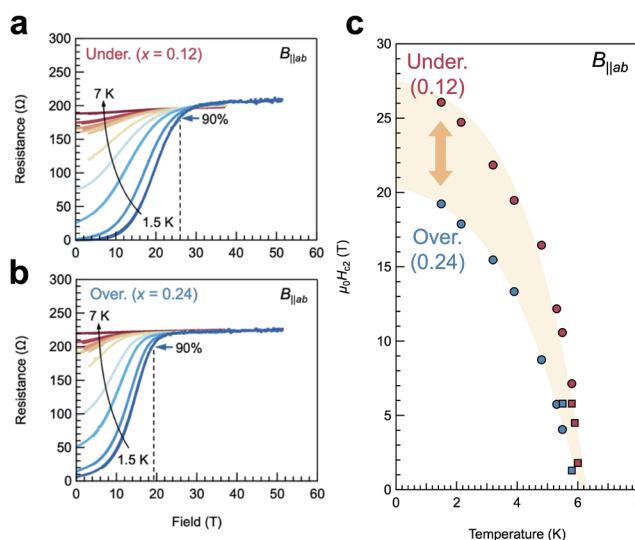 a
Under. (x = 0.12)
B||ab
7 K
90%
1.5 K
Resistance (Ω)
300
250
200
150
100
50
0
0 10 20 30 40 50 60
b
Over. (x = 0.24)
B||ab
7 K
90%
1.5 K
Resistance (Ω)
300
250
200
150
100
50
0
0 10 20 30 40 50 60
Field (T)
c
Under.
(0.12)
B||ab
Over.
(0.24)
μ0Hc2 (T)
30
25
20
15
10
5
0
0 2 4 6
Temperature (K)